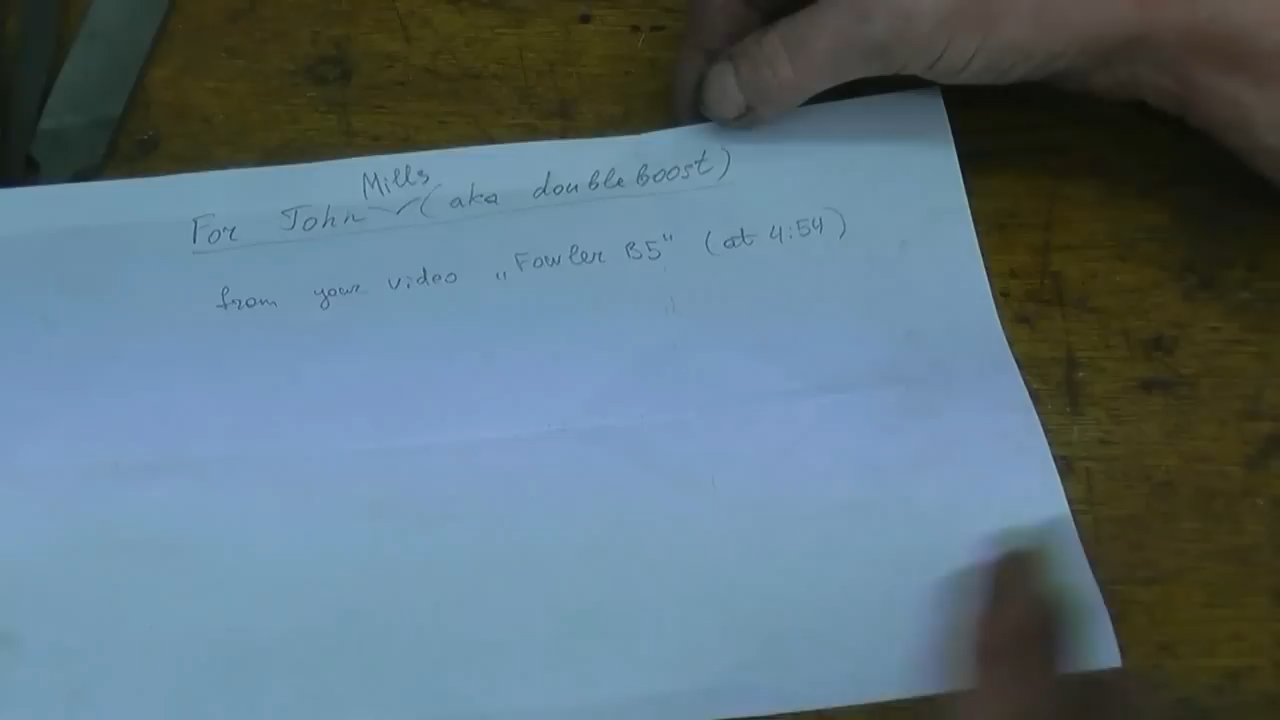 For John Mills (aka doubleboost)
from your video „Fowler B5“ (at 4:54)